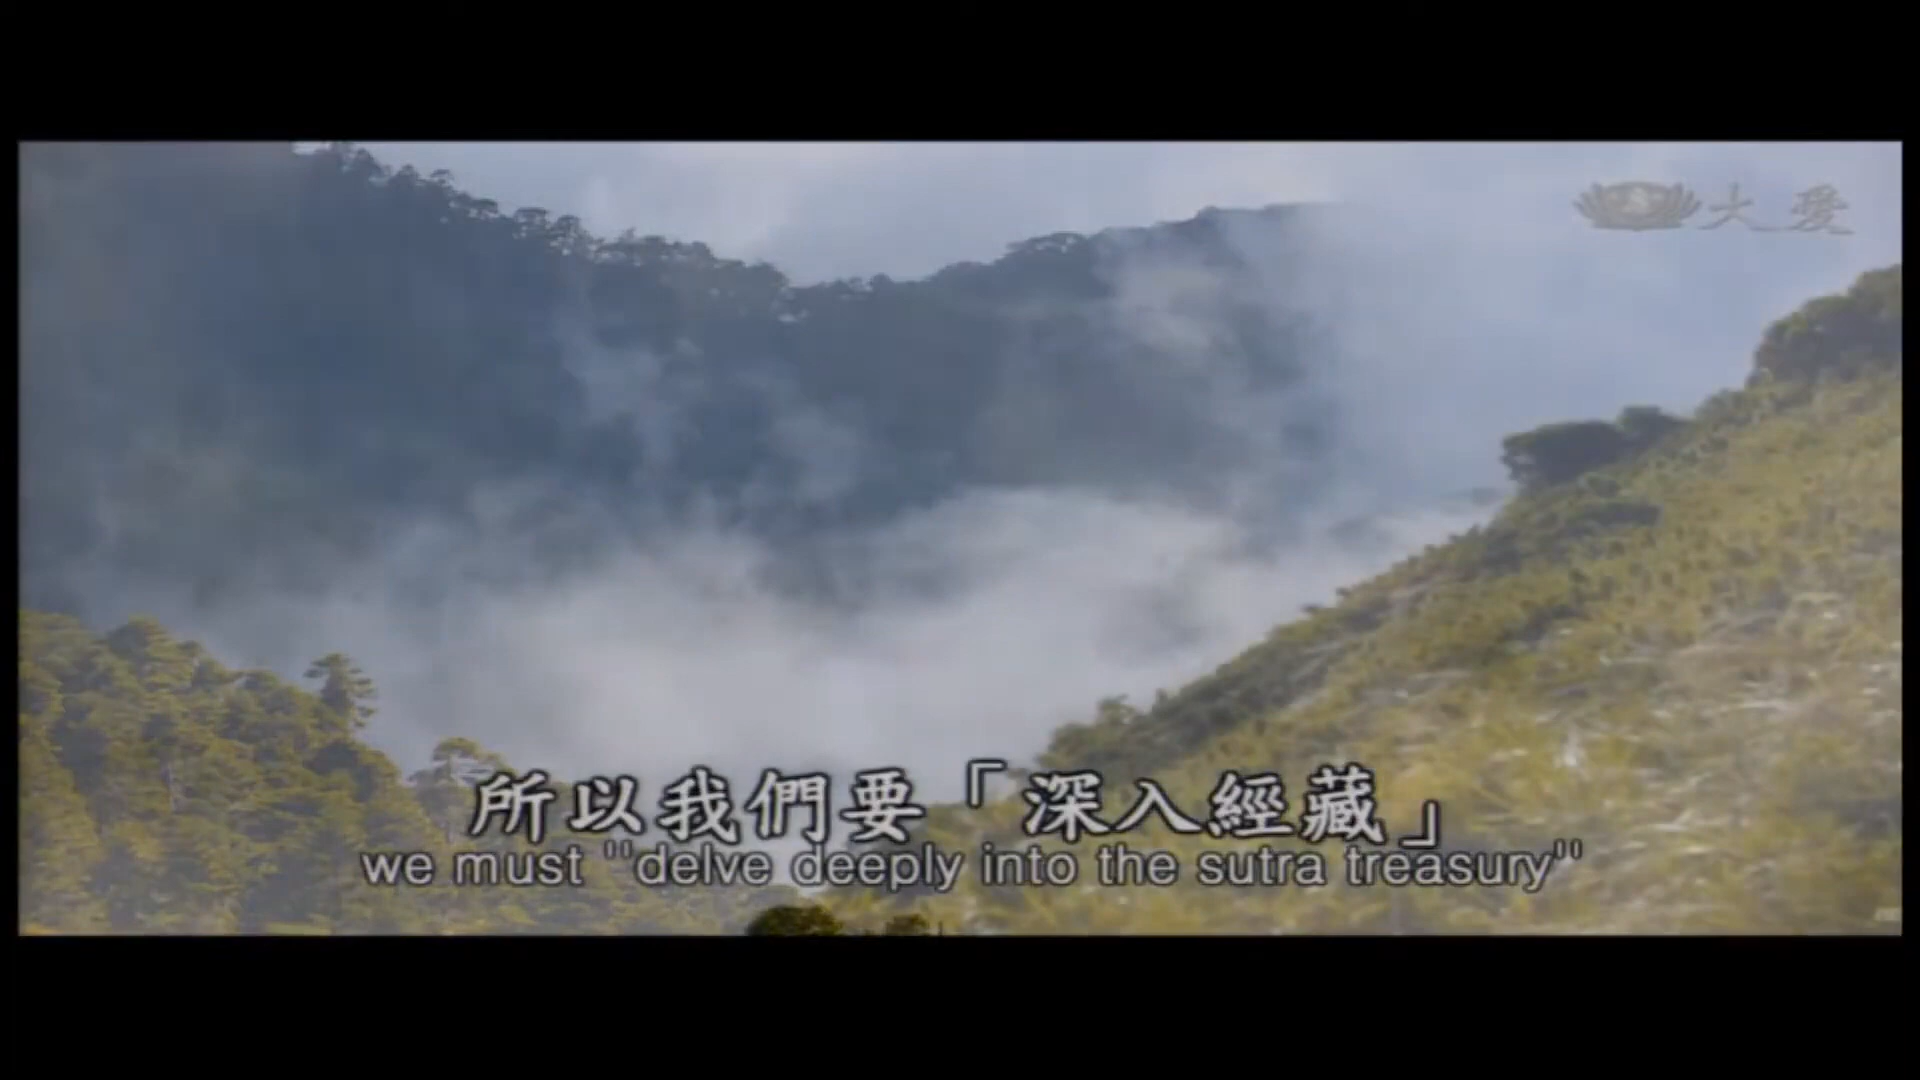 大愛
所以我們要「深入經藏」
we must "delve deeply into the sutra treasury"